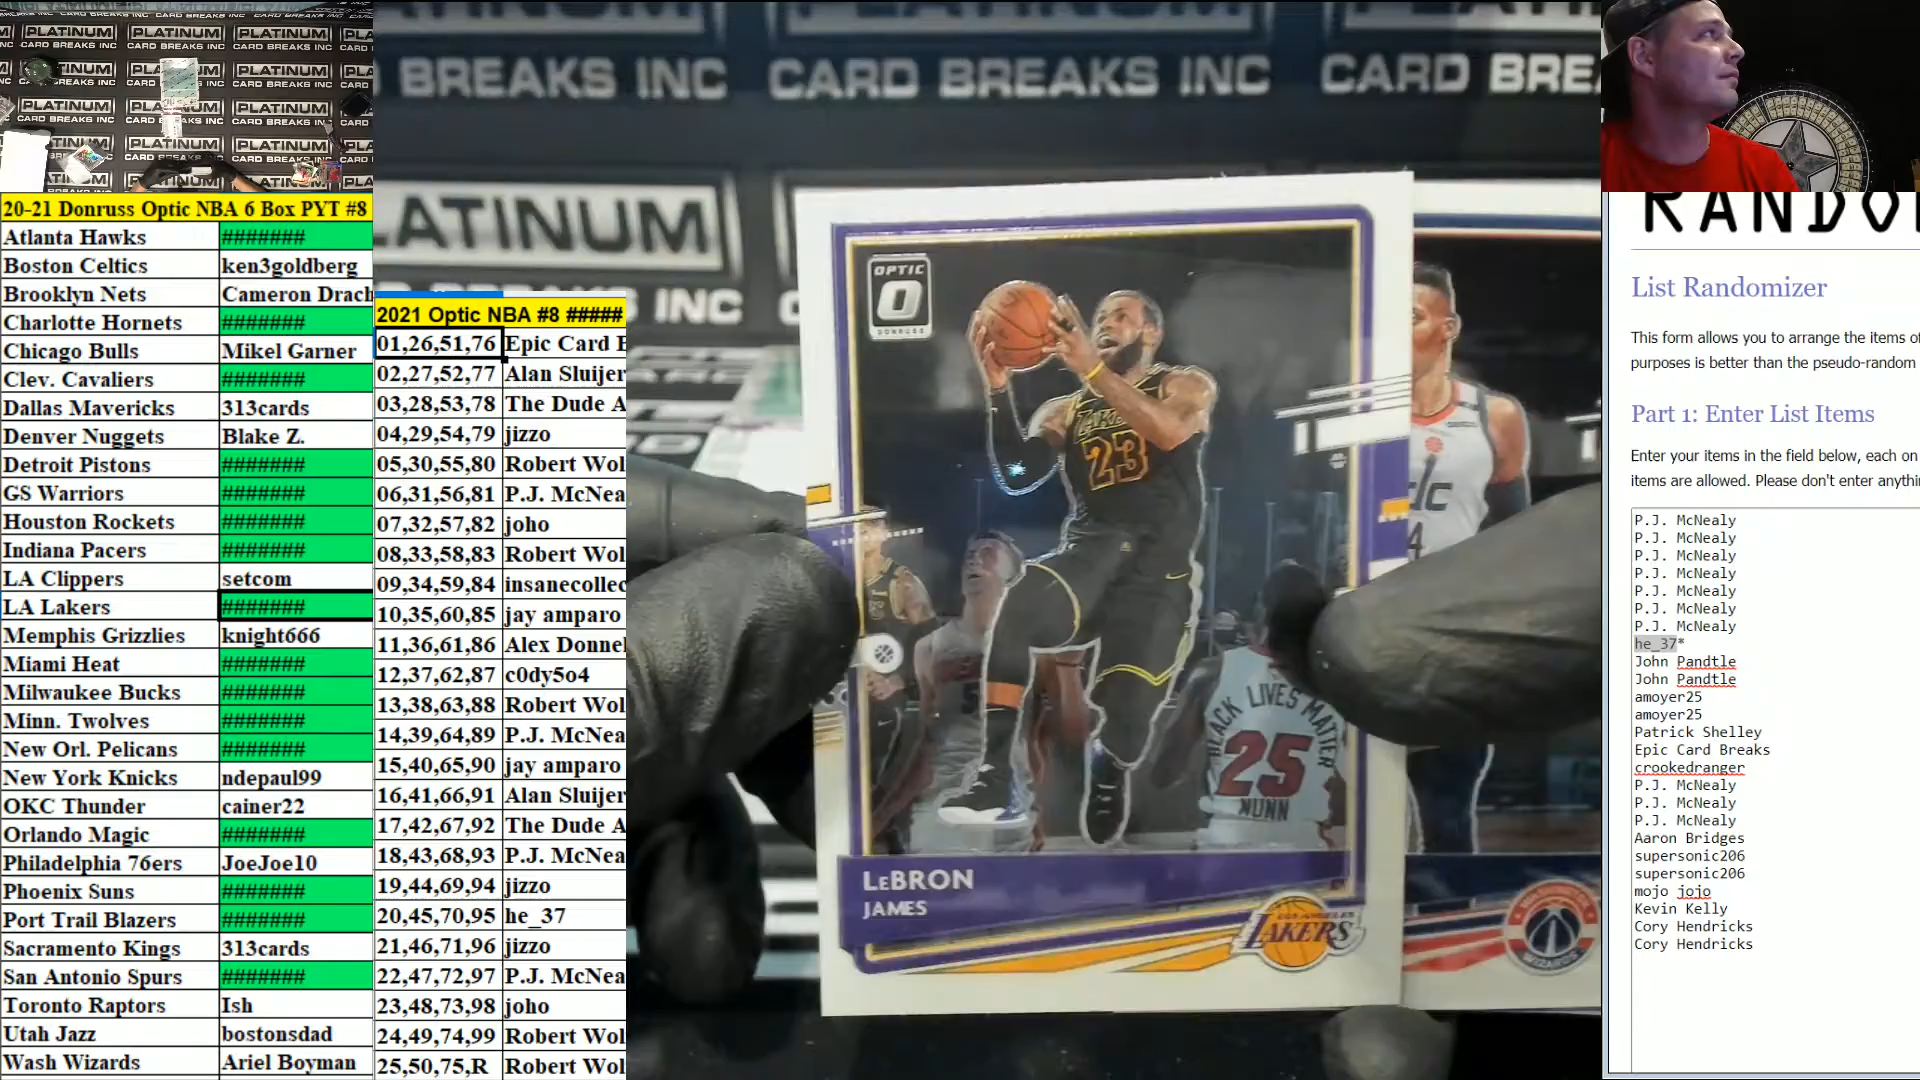 PLATINUM PLATINUM PLATINUM
CARD BREAKS INC CARD BREAKS INC CARD BREAKS INC
BREAKS INC CARD BREAKS INC CARD BRE
PLATINUM
20-21 Donruss Optic NBA 6 Box PYT #8
Atlanta Hawks #######
Boston Celtics ken3goldberg
Brooklyn Nets Cameron Drach
Charlotte Hornets #######
Chicago Bulls Mikel Garner
Clev. Cavaliers #######
Dallas Mavericks 313cards
Denver Nuggets Blake Z.
Detroit Pistons #######
GS Warriors #######
Houston Rockets #######
Indiana Pacers #######
LA Clippers setcom
LA Lakers #######
Memphis Grizzlies knight666
Miami Heat #######
Milwaukee Bucks #######
Minn. Twolves #######
New Orl. Pelicans #######
New York Knicks ndepaul99
OKC Thunder cainer22
Orlando Magic #######
Philadelphia 76ers JoeJoe10
Phoenix Suns #######
Port Trail Blazers #######
Sacramento Kings 313cards
San Antonio Spurs #######
Toronto Raptors Ish
Utah Jazz bostonsdad
Wash Wizards Ariel Boyman
2021 Optic NBA #8 #####
01,26,51,76 Epic Card E
02,27,52,77 Alan Sluijer
03,28,53,78 The Dude A
04,29,54,79 jizzo
05,30,55,80 Robert Wol
06,31,56,81 P.J. McNea
07,32,57,82 joho
08,33,58,83 Robert Wol
09,34,59,84 insanecollec
10,35,60,85 jay amparo
11,36,61,86 Alex Donnel
12,37,62,87 c0dy5o4
13,38,63,88 Robert Wol
14,39,64,89 P.J. McNea
15,40,65,90 jay amparo
16,41,66,91 Alan Sluijer
17,42,67,92 The Dude A
18,43,68,93 P.J. McNea
19,44,69,94 jizzo
20,45,70,95 he_37
21,46,71,96 jizzo
22,47,72,97 P.J. McNea
23,48,73,98 joho
24,49,74,99 Robert Wol
25,50,75,R Robert Wol
OPTIC
DONRUSS
23
BLACK LIVES MATTER
25
NUNN
LEBRON
JAMES
LOS ANGELES
LAKERS
WIZARDS
RANDO
List Randomizer
This form allows you to arrange the items of
purposes is better than the pseudo-random
Part 1: Enter List Items
Enter your items in the field below, each on
items are allowed. Please don't enter anythin
P.J. McNealy
P.J. McNealy
P.J. McNealy
P.J. McNealy
P.J. McNealy
P.J. McNealy
P.J. McNealy
he_37*
John Pandtle
John Pandtle
amoyer25
amoyer25
Patrick Shelley
Epic Card Breaks
crookedranger
P.J. McNealy
P.J. McNealy
P.J. McNealy
Aaron Bridges
supersonic206
supersonic206
mojo jojo
Kevin Kelly
Cory Hendricks
Cory Hendricks